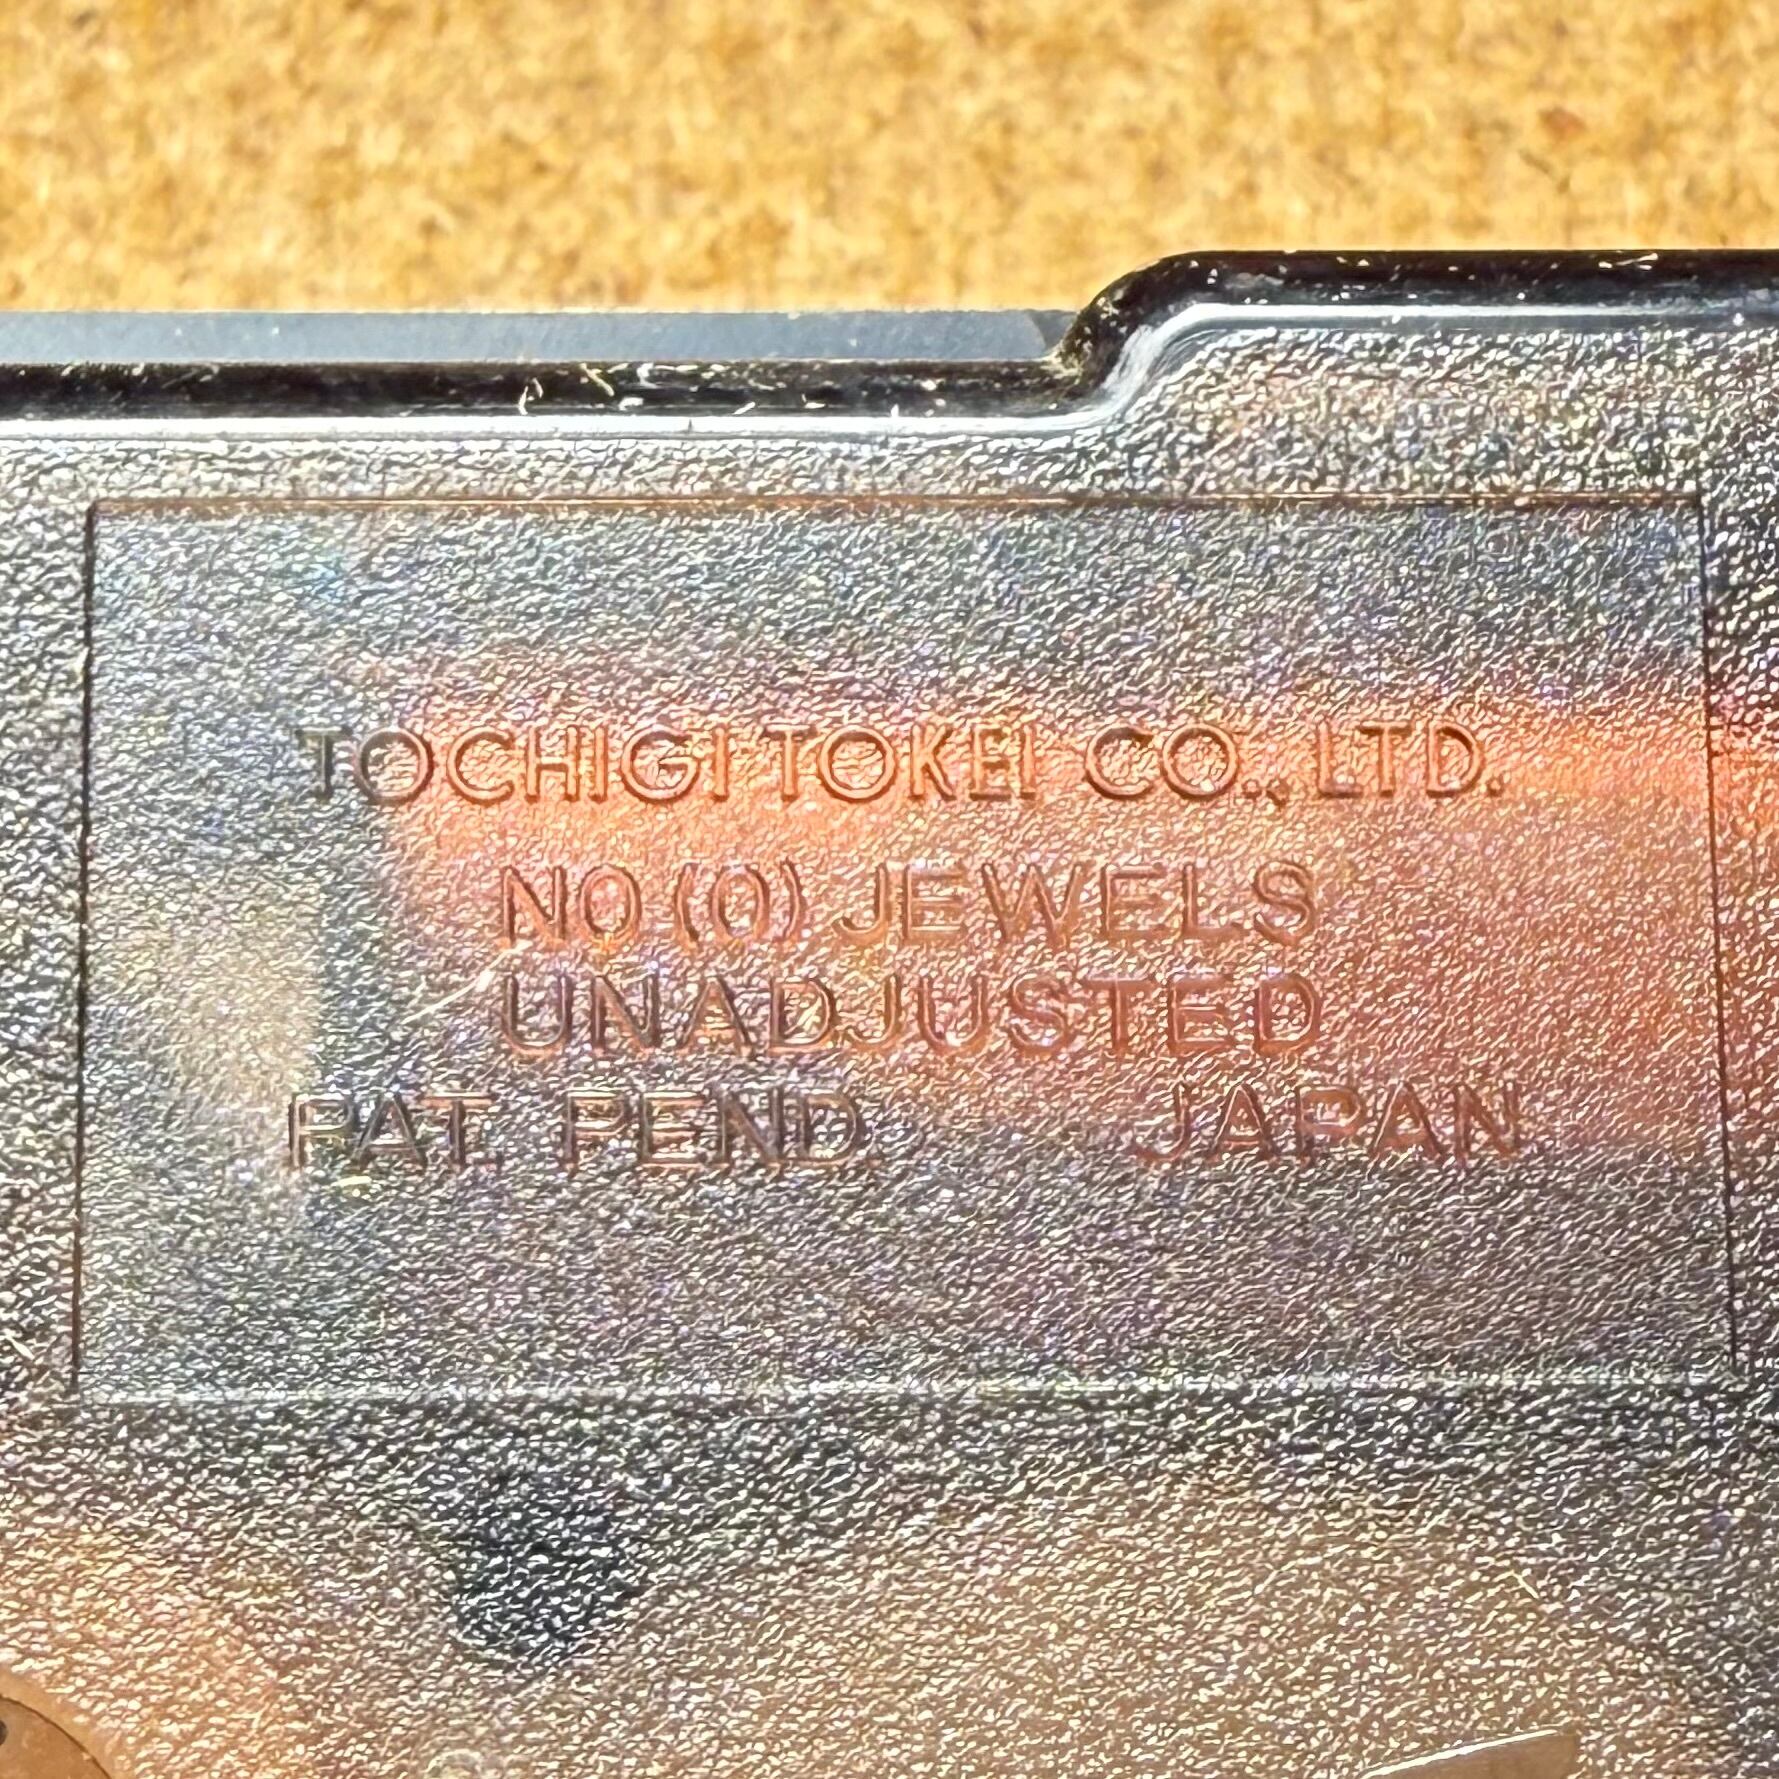 TOCHIGI TOKEI CO., LTD.
NO (0) JEWELS
UNADJUSTED
PAT. PEND. JAPAN